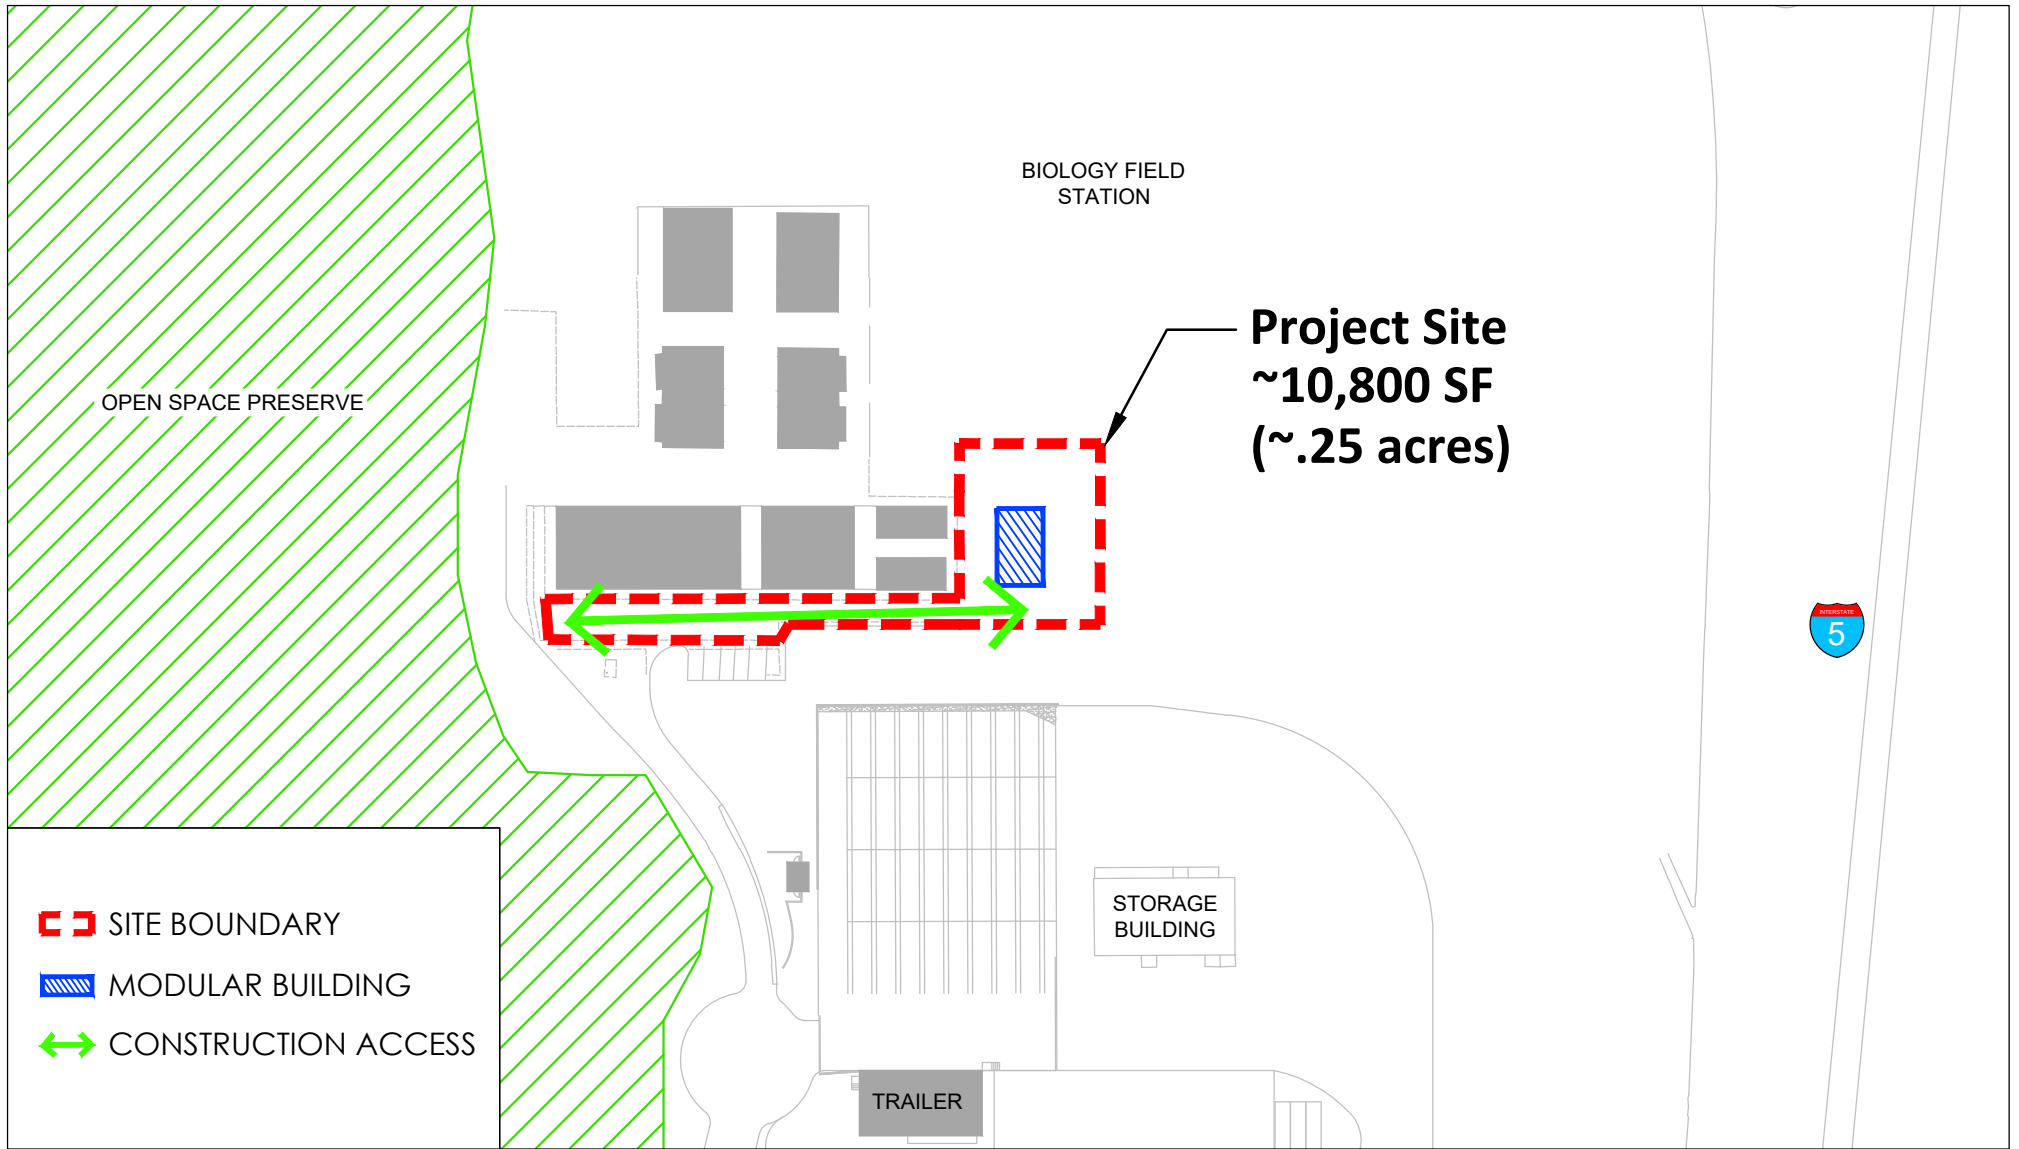 BIOLOGY FIELD
STATION
Project Site
~10,800 SF
(~.25 acres)
OPEN SPACE PRESERVE
INTERSTATE
5
STORAGE
BUILDING
SITE BOUNDARY
MODULAR BUILDING
CONSTRUCTION ACCESS
TRAILER